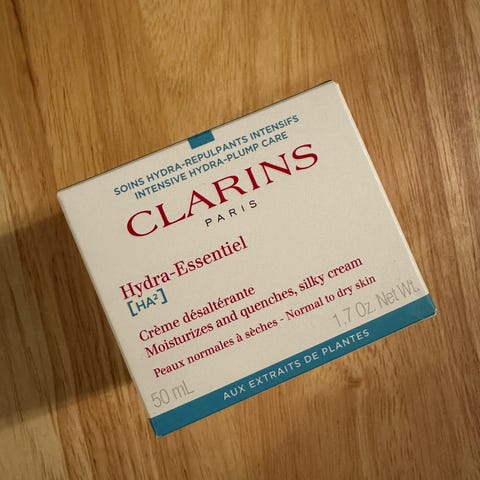 SOINS HYDRA-REPULPANTS INTENSIFS
INTENSIVE HYDRA-PLUMP CARE
CLARINS
PARIS
Hydra-Essentiel
[HA²]
Crème désaltérante
Moisturizes and quenches, silky cream
Peaux normales à sèches - Normal to dry skin
50 mL
1.7 Oz. Net Wt.
AUX EXTRAITS DE PLANTES